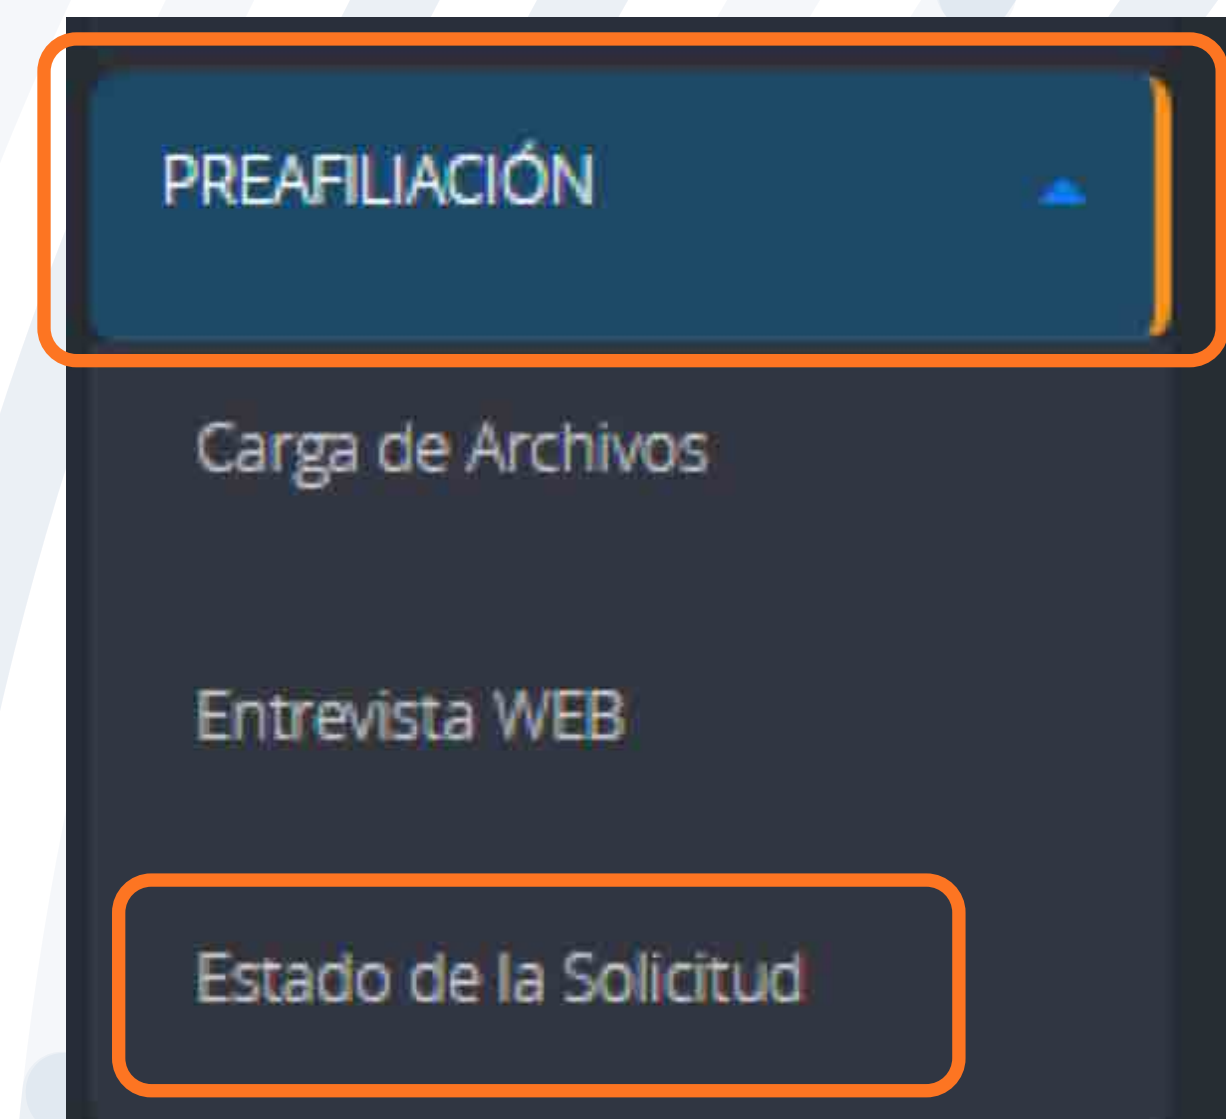 PREAFILIACIÓN
Carga de Archivos
Entrevista WEB
Estado de la Solicitud